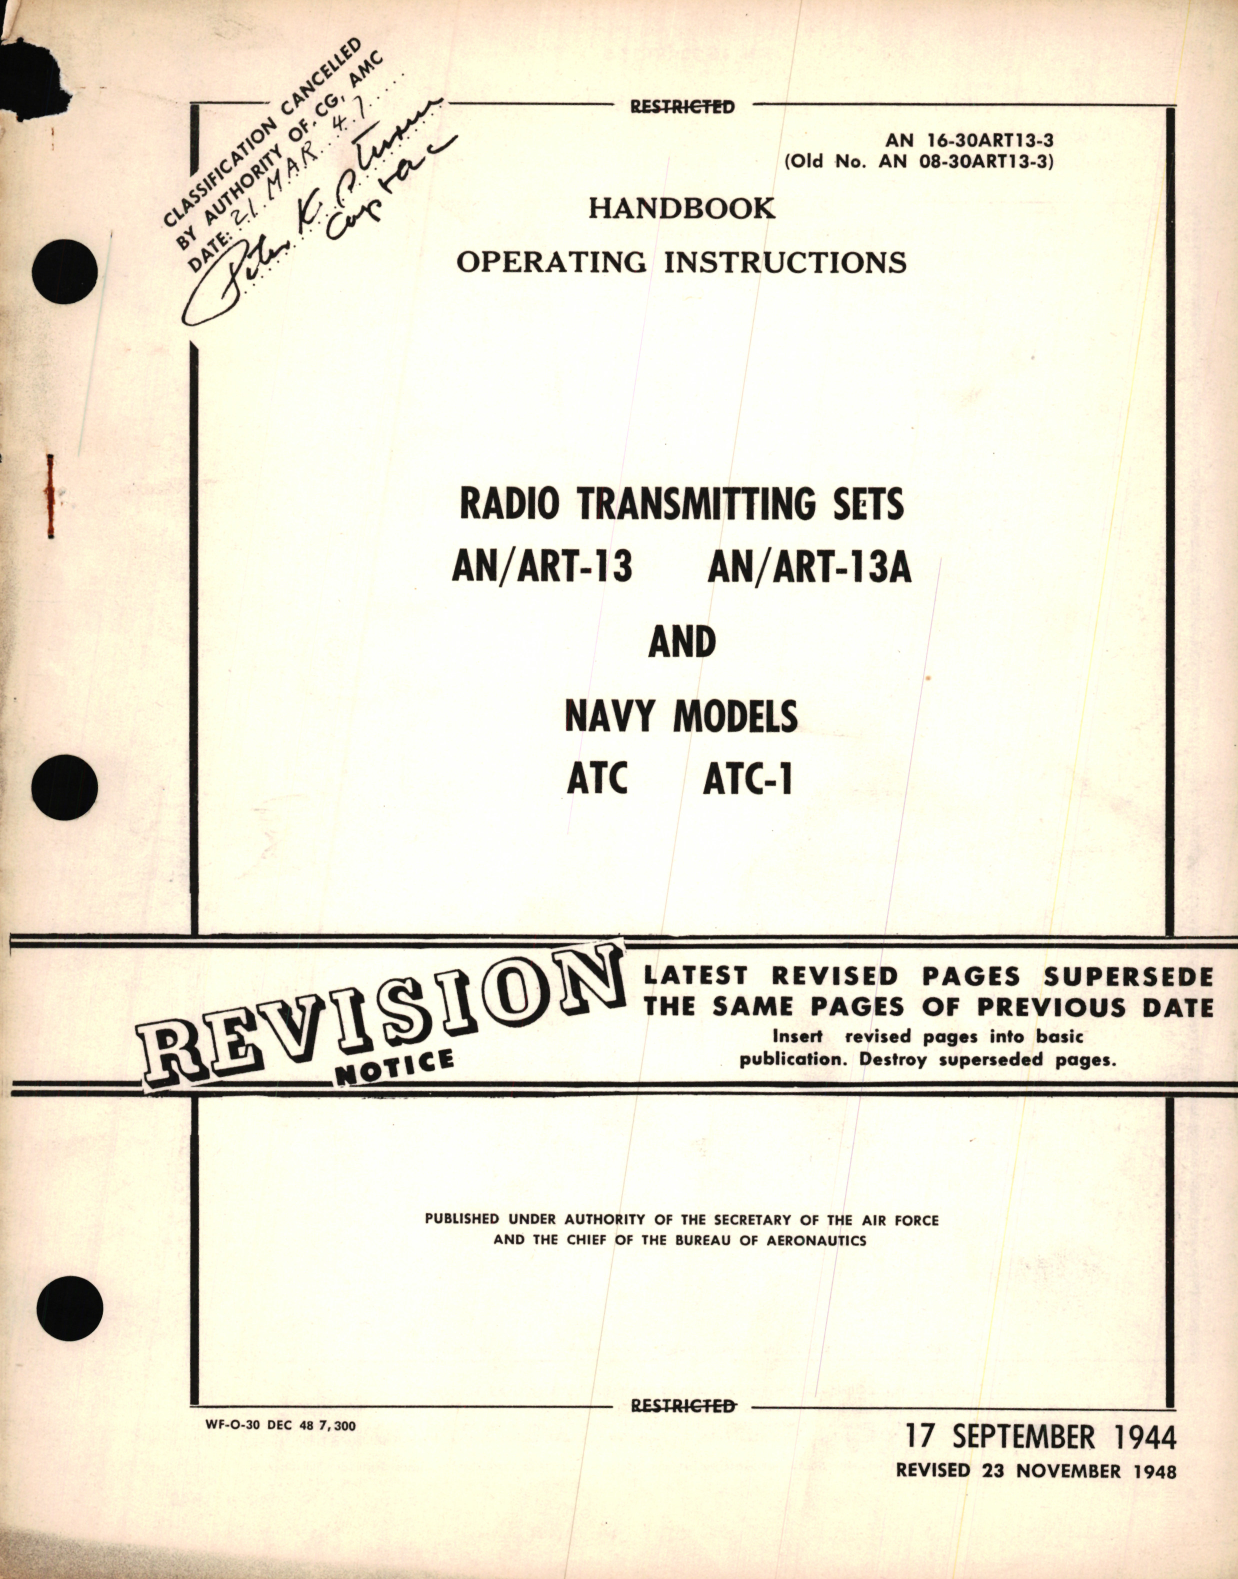 CLASSIFICATION CANCELLED
BY AUTHORITY OF. CG, AMC
DATE: 21 MAR 47
Peter K
Capt
RESTRICTED
AN 16-30ART13-3
(Old No. AN 08-30ART13-3)
HANDBOOK
OPERATING INSTRUCTIONS
RADIO TRANSMITTING SETS
AN/ART-13 AN/ART-13A
AND
NAVY MODELS
ATC ATC-1
REVISION
NOTICE
LATEST REVISED PAGES SUPERSEDE
THE SAME PAGES OF PREVIOUS DATE
Insert revised pages into basic
publication. Destroy superseded pages.
PUBLISHED UNDER AUTHORITY OF THE SECRETARY OF THE AIR FORCE
AND THE CHIEF OF THE BUREAU OF AERONAUTICS
RESTRICTED
WF-O-30 DEC 48 7,300
17 SEPTEMBER 1944
REVISED 23 NOVEMBER 1948